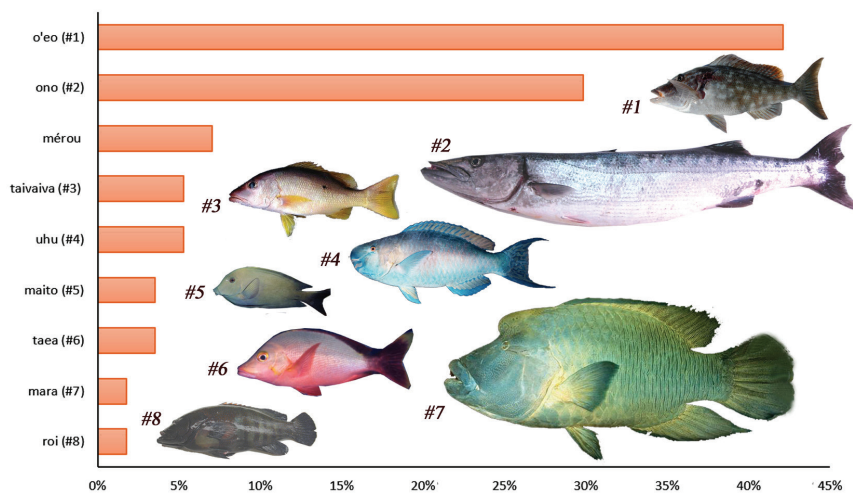 o'eo (#1)
ono (#2)
mérou
taivaiva (#3)
uhu (#4)
maito (#5)
taea (#6)
mara (#7)
roi (#8)
#1
#2
#3
#4
#5
#6
#7
#8
0% 5% 10% 15% 20% 25% 30% 35% 40% 45%